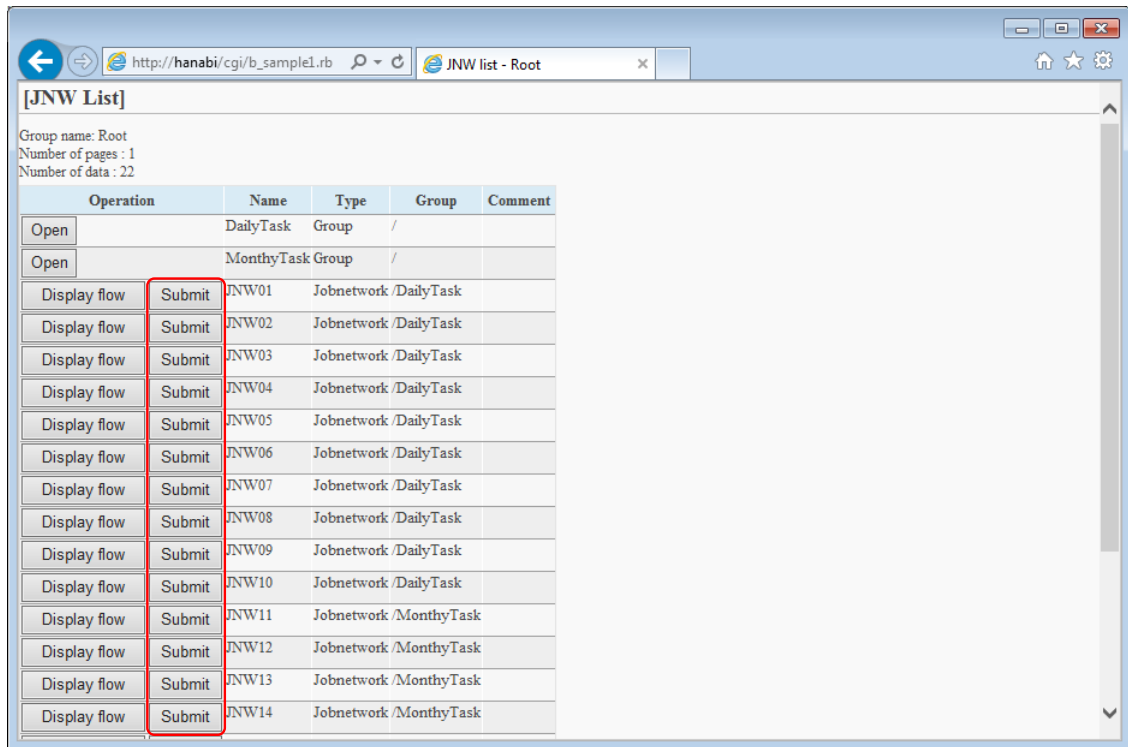 http://hanabi/cgi/b_sample1.rb JNW list - Root
[JNW List]
Group name: Root
Number of pages : 1
Number of data : 22
Operation Name Type Group Comment
Open DailyTask Group /
Open MonthyTask Group /
Display flow Submit JNW01 Jobnetwork /DailyTask
Display flow Submit JNW02 Jobnetwork /DailyTask
Display flow Submit JNW03 Jobnetwork /DailyTask
Display flow Submit JNW04 Jobnetwork /DailyTask
Display flow Submit JNW05 Jobnetwork /DailyTask
Display flow Submit JNW06 Jobnetwork /DailyTask
Display flow Submit JNW07 Jobnetwork /DailyTask
Display flow Submit JNW08 Jobnetwork /DailyTask
Display flow Submit JNW09 Jobnetwork /DailyTask
Display flow Submit JNW10 Jobnetwork /DailyTask
Display flow Submit JNW11 Jobnetwork /MonthyTask
Display flow Submit JNW12 Jobnetwork /MonthyTask
Display flow Submit JNW13 Jobnetwork /MonthyTask
Display flow Submit JNW14 Jobnetwork /MonthyTask